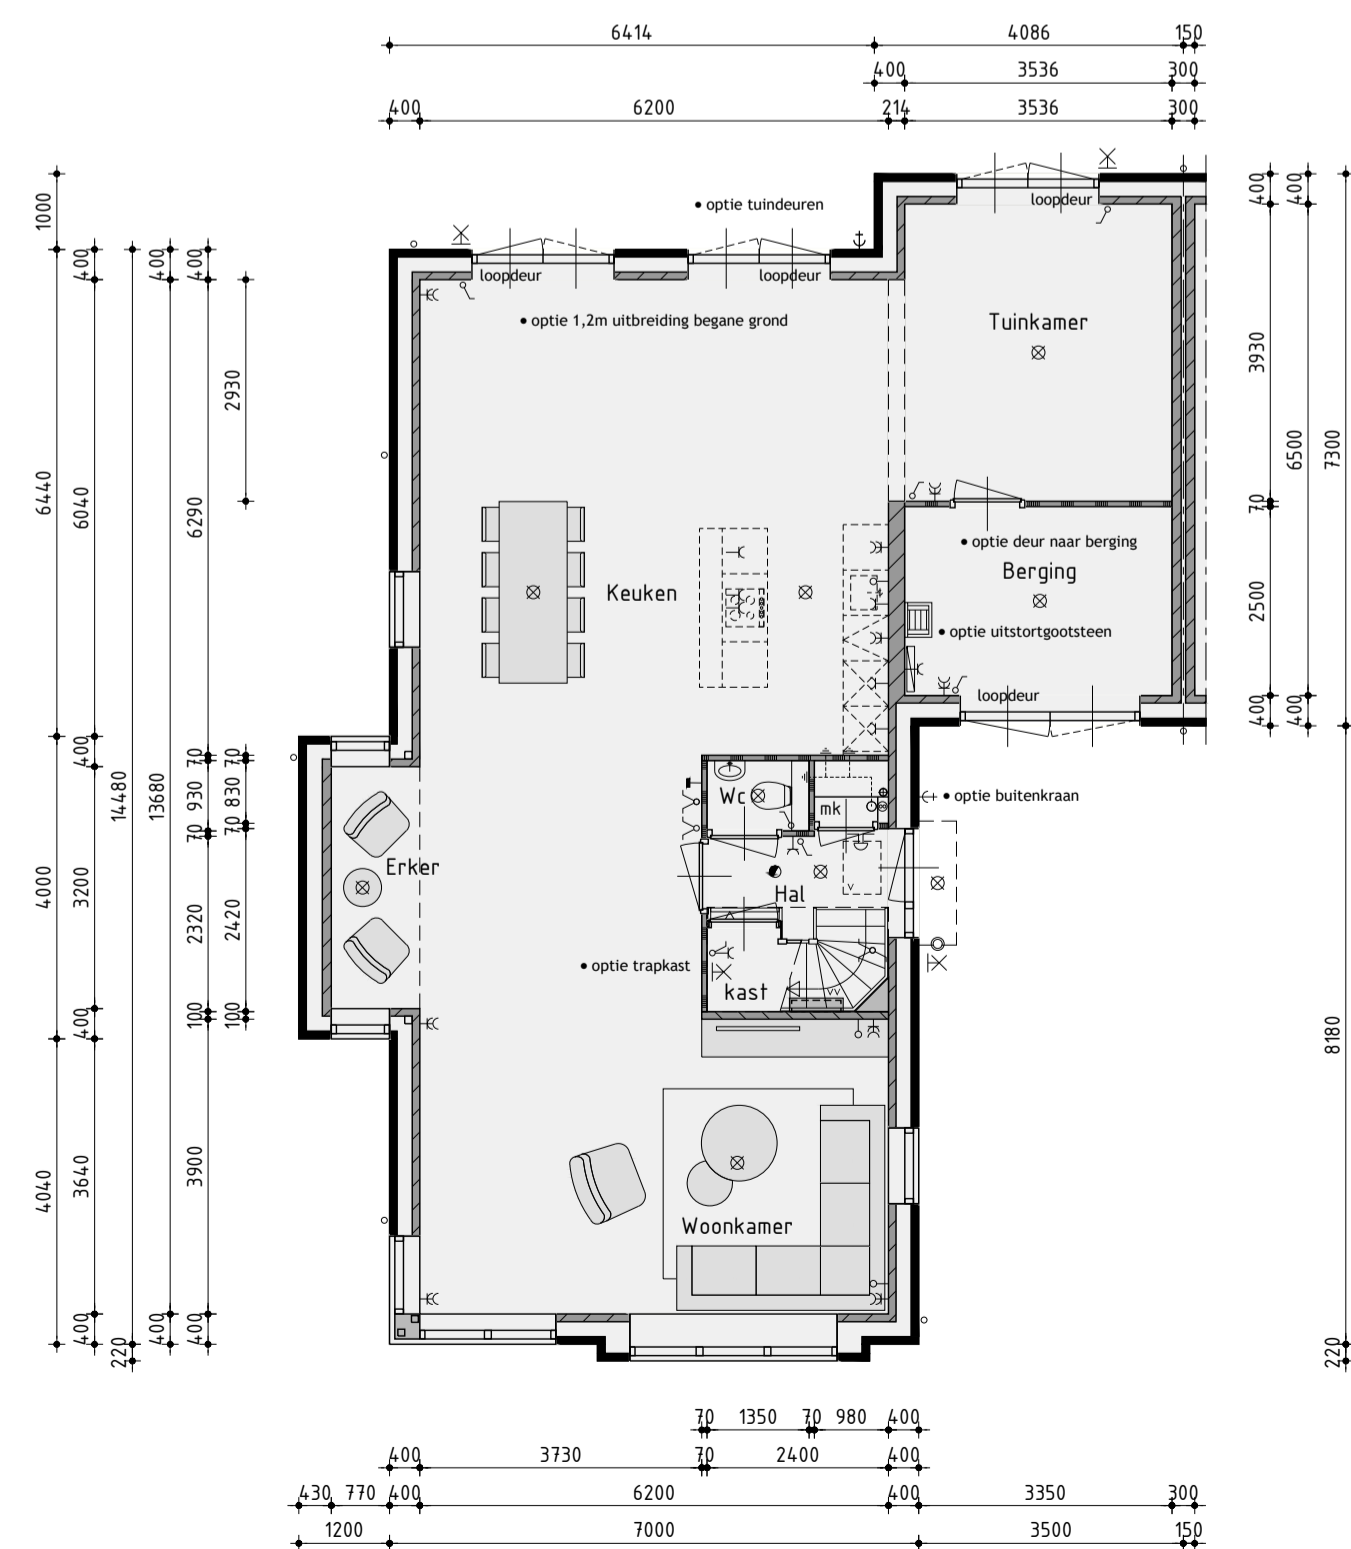 6414 4086 150
400 3536 300
400 6200 214 3536 300
1000
6440
4000
4040
400
6040
400
3200
400
3640
400
14480
220
400
13680
400
400
6290
70
930
70
2320
100
3900
400
2930
70
830
70
2420
100
400
3930
70
2500
400
400
6500
400
7300
8180
220
• optie tuindeuren
loopdeur
loopdeur
loopdeur
• optie 1,2m uitbreiding begane grond
Tuinkamer
• optie deur naar berging
Berging
Keuken
• optie uitstortgootsteen
loopdeur
Wc
mk
• optie buitenkraan
Erker
Hal
• optie trapkast
kast
Woonkamer
70 1350 70 980 400
400 3730 70 2400 400
430 770 400 6200 400 3350 300
1200 7000 3500 150